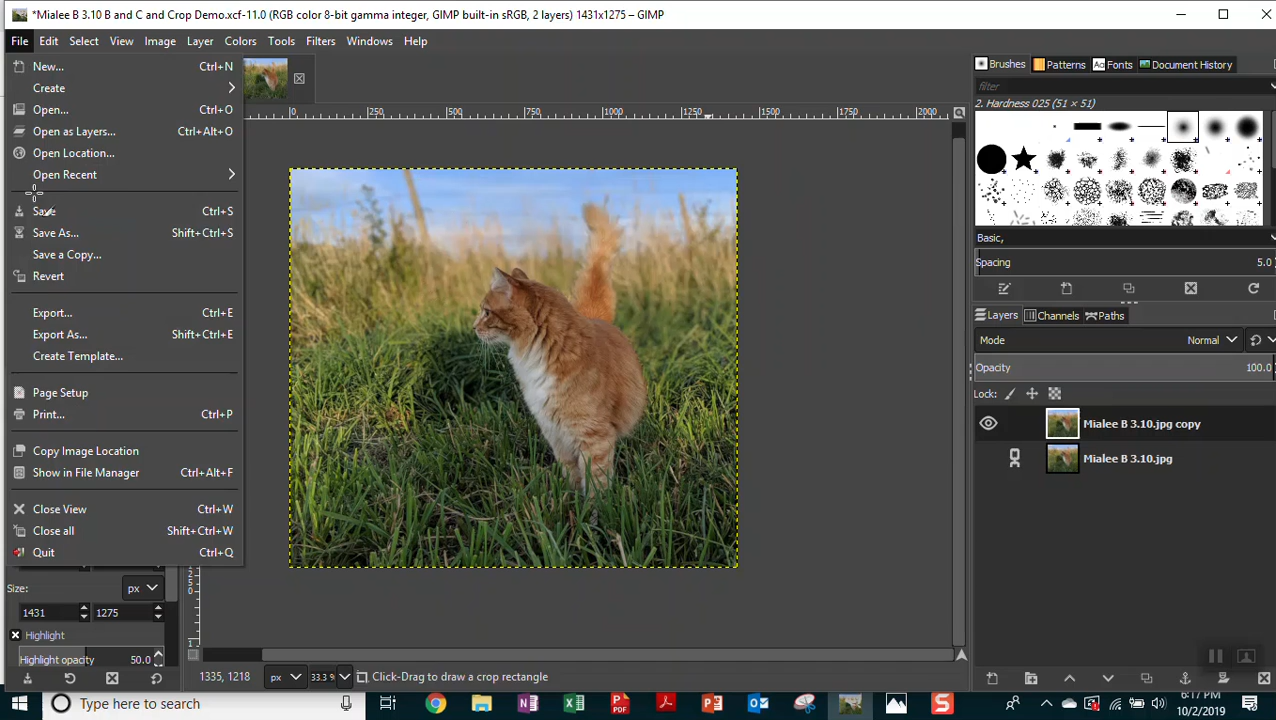 *Mialee B 3.10 B and C and Crop Demo.xcf-11.0 (RGB color 8-bit gamma integer, GIMP built-in sRGB, 2 layers) 1431x1275 – GIMP
File Edit Select View Image Layer Colors Tools Filters Windows Help
New... Ctrl+N
Create
Open... Ctrl+O
Open as Layers... Ctrl+Alt+O
Open Location...
Open Recent
Save Ctrl+S
Save As... Shift+Ctrl+S
Save a Copy...
Revert
Export... Ctrl+E
Export As... Shift+Ctrl+E
Create Template...
Page Setup
Print... Ctrl+P
Copy Image Location
Show in File Manager Ctrl+Alt+F
Close View Ctrl+W
Close all Shift+Ctrl+W
Quit Ctrl+Q
Size: px
1431 1275
Highlight
Highlight opacity 50.0
0 250 500 750 1000 1250 1500 1750 2000
1335, 1218 px 33.3 % Click-Drag to draw a crop rectangle
Brushes Patterns Aa Fonts Document History
filter
2. Hardness 025 (51 × 51)
Basic,
Spacing 5.0
Layers Channels Paths
Mode Normal
Opacity 100.0
Lock:
Mialee B 3.10.jpg copy
Mialee B 3.10.jpg
Type here to search
6:17 PM
10/2/2019